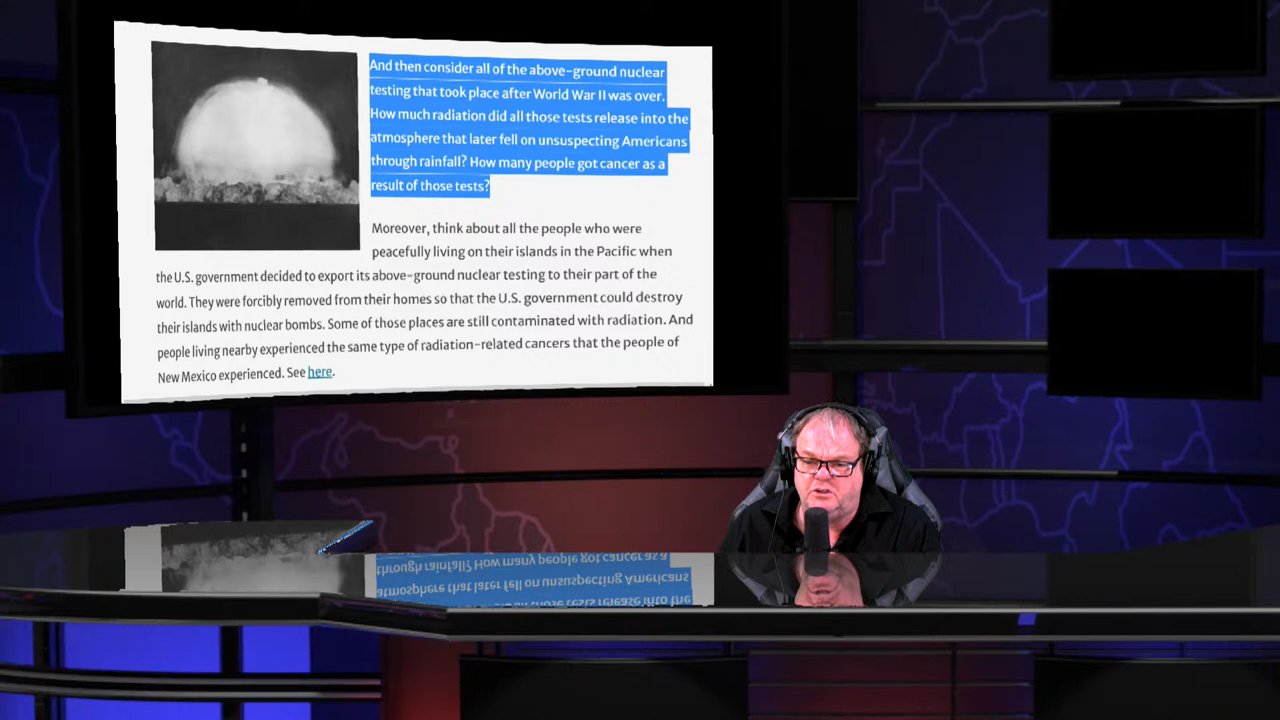 And then consider all of the above-ground nuclear
testing that took place after World War II was over.
How much radiation did all those tests release into the
atmosphere that later fell on unsuspecting Americans
through rainfall? How many people got cancer as a
result of those tests?
Moreover, think about all the people who were
peacefully living on their islands in the Pacific when
the U.S. government decided to export its above-ground nuclear testing to their part of the
world. They were forcibly removed from their homes so that the U.S. government could destroy
their islands with nuclear bombs. Some of those places are still contaminated with radiation. And
people living nearby experienced the same type of radiation-related cancers that the people of
New Mexico experienced. See here.